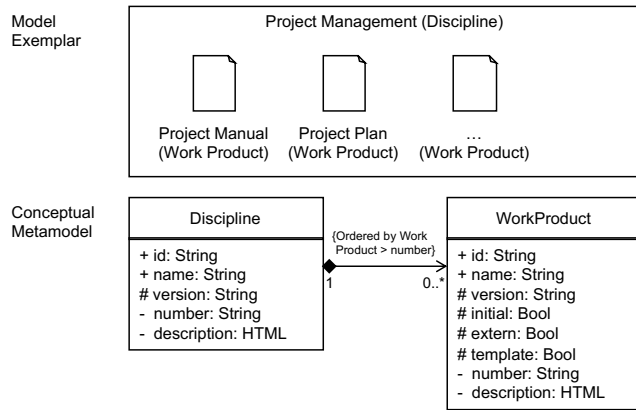 Model
Exemplar
Project Management (Discipline)
Project Manual
(Work Product)
Project Plan
(Work Product)
…
(Work Product)
Conceptual
Metamodel
Discipline
+ id: String
+ name: String
# version: String
- number: String
- description: HTML
{Ordered by Work
Product > number}
1
0..*
WorkProduct
+ id: String
+ name: String
# version: String
# initial: Bool
# extern: Bool
# template: Bool
- number: String
- description: HTML